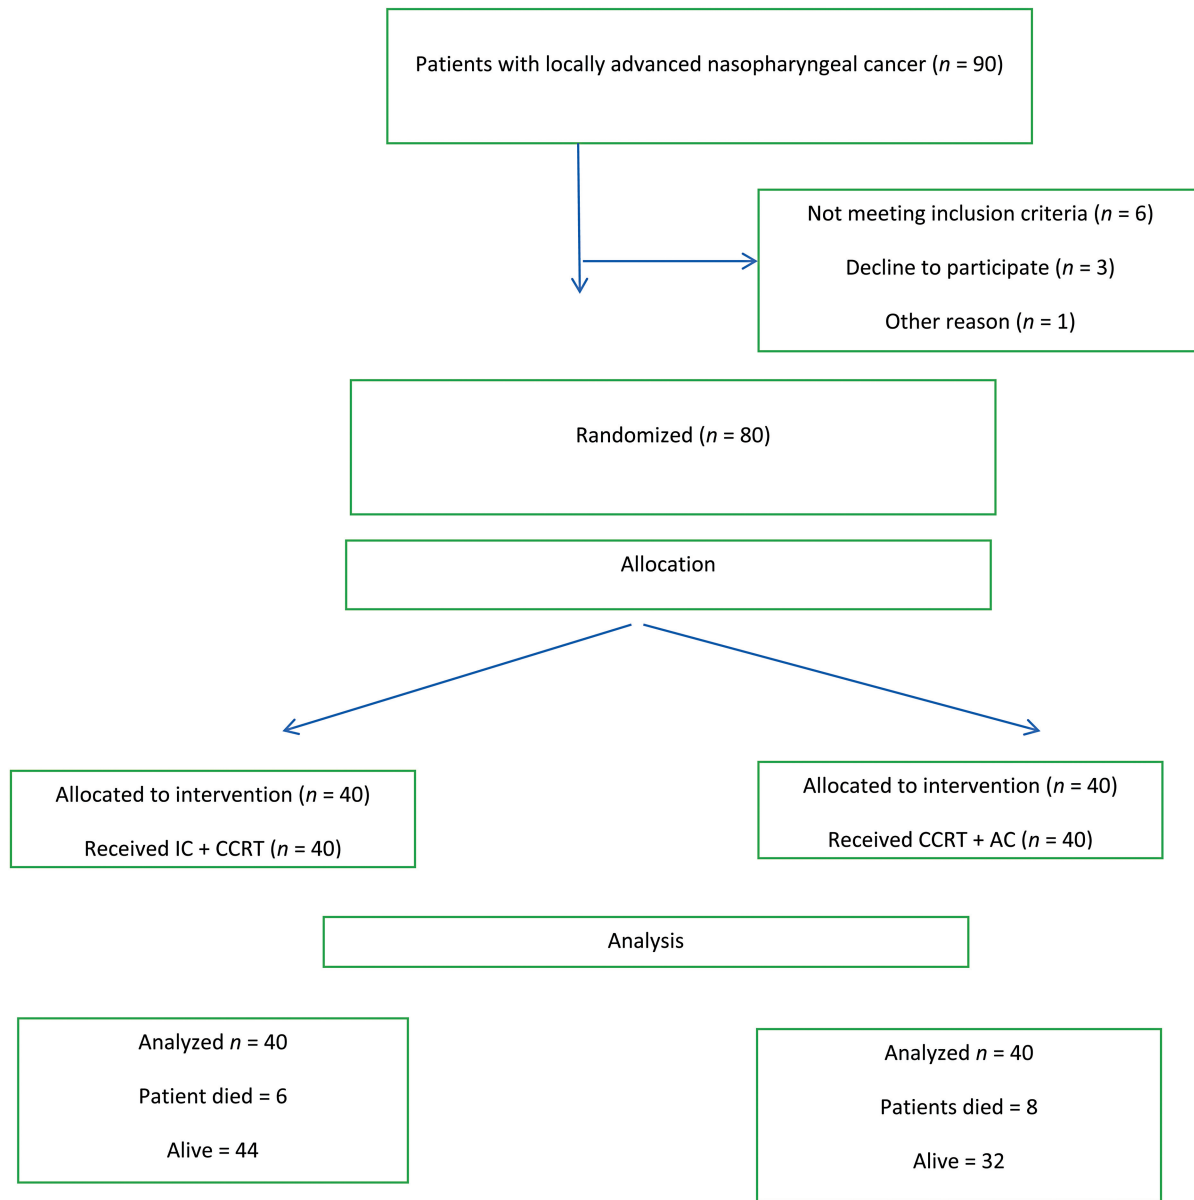 Patients with locally advanced nasopharyngeal cancer (n = 90)
Not meeting inclusion criteria (n = 6)
Decline to participate (n = 3)
Other reason (n = 1)
Randomized (n = 80)
Allocation
Allocated to intervention (n = 40)
Received IC + CCRT (n = 40)
Allocated to intervention (n = 40)
Received CCRT + AC (n = 40)
Analysis
Analyzed n = 40
Patient died = 6
Alive = 44
Analyzed n = 40
Patients died = 8
Alive = 32